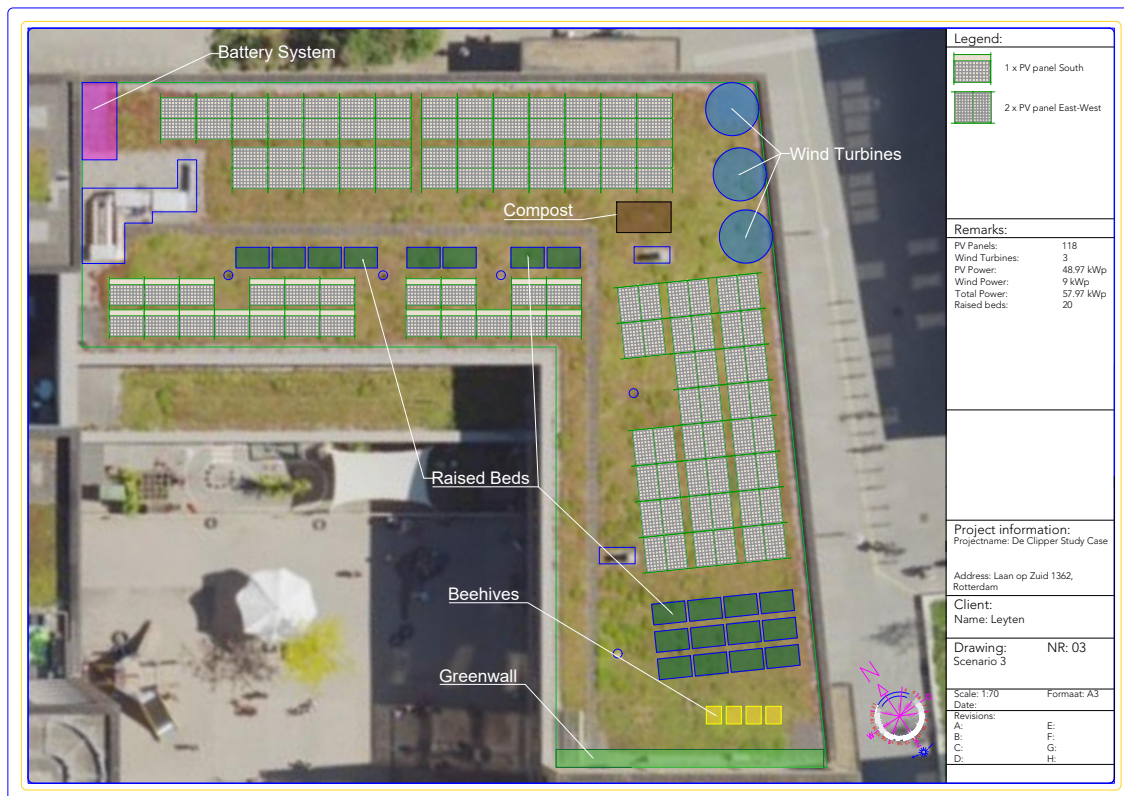 Battery System
Wind Turbines
Compost
Raised Beds
Beehives
Greenwall
N
Legend:
1 x PV panel South
2 x PV panel East-West
Remarks:
PV Panels: 118
Wind Turbines: 3
PV Power: 48.97 kWp
Wind Power: 9 kWp
Total Power: 57.97 kWp
Raised beds: 20
Project information:
Projectname: De Clipper Study Case
Address: Laan op Zuid 1362,
Rotterdam
Client:
Name: Leyten
Drawing: NR: 03
Scenario 3
Scale: 1:70 Formaat: A3
Date:
Revisions:
A: E:
B: F:
C: G:
D: H: